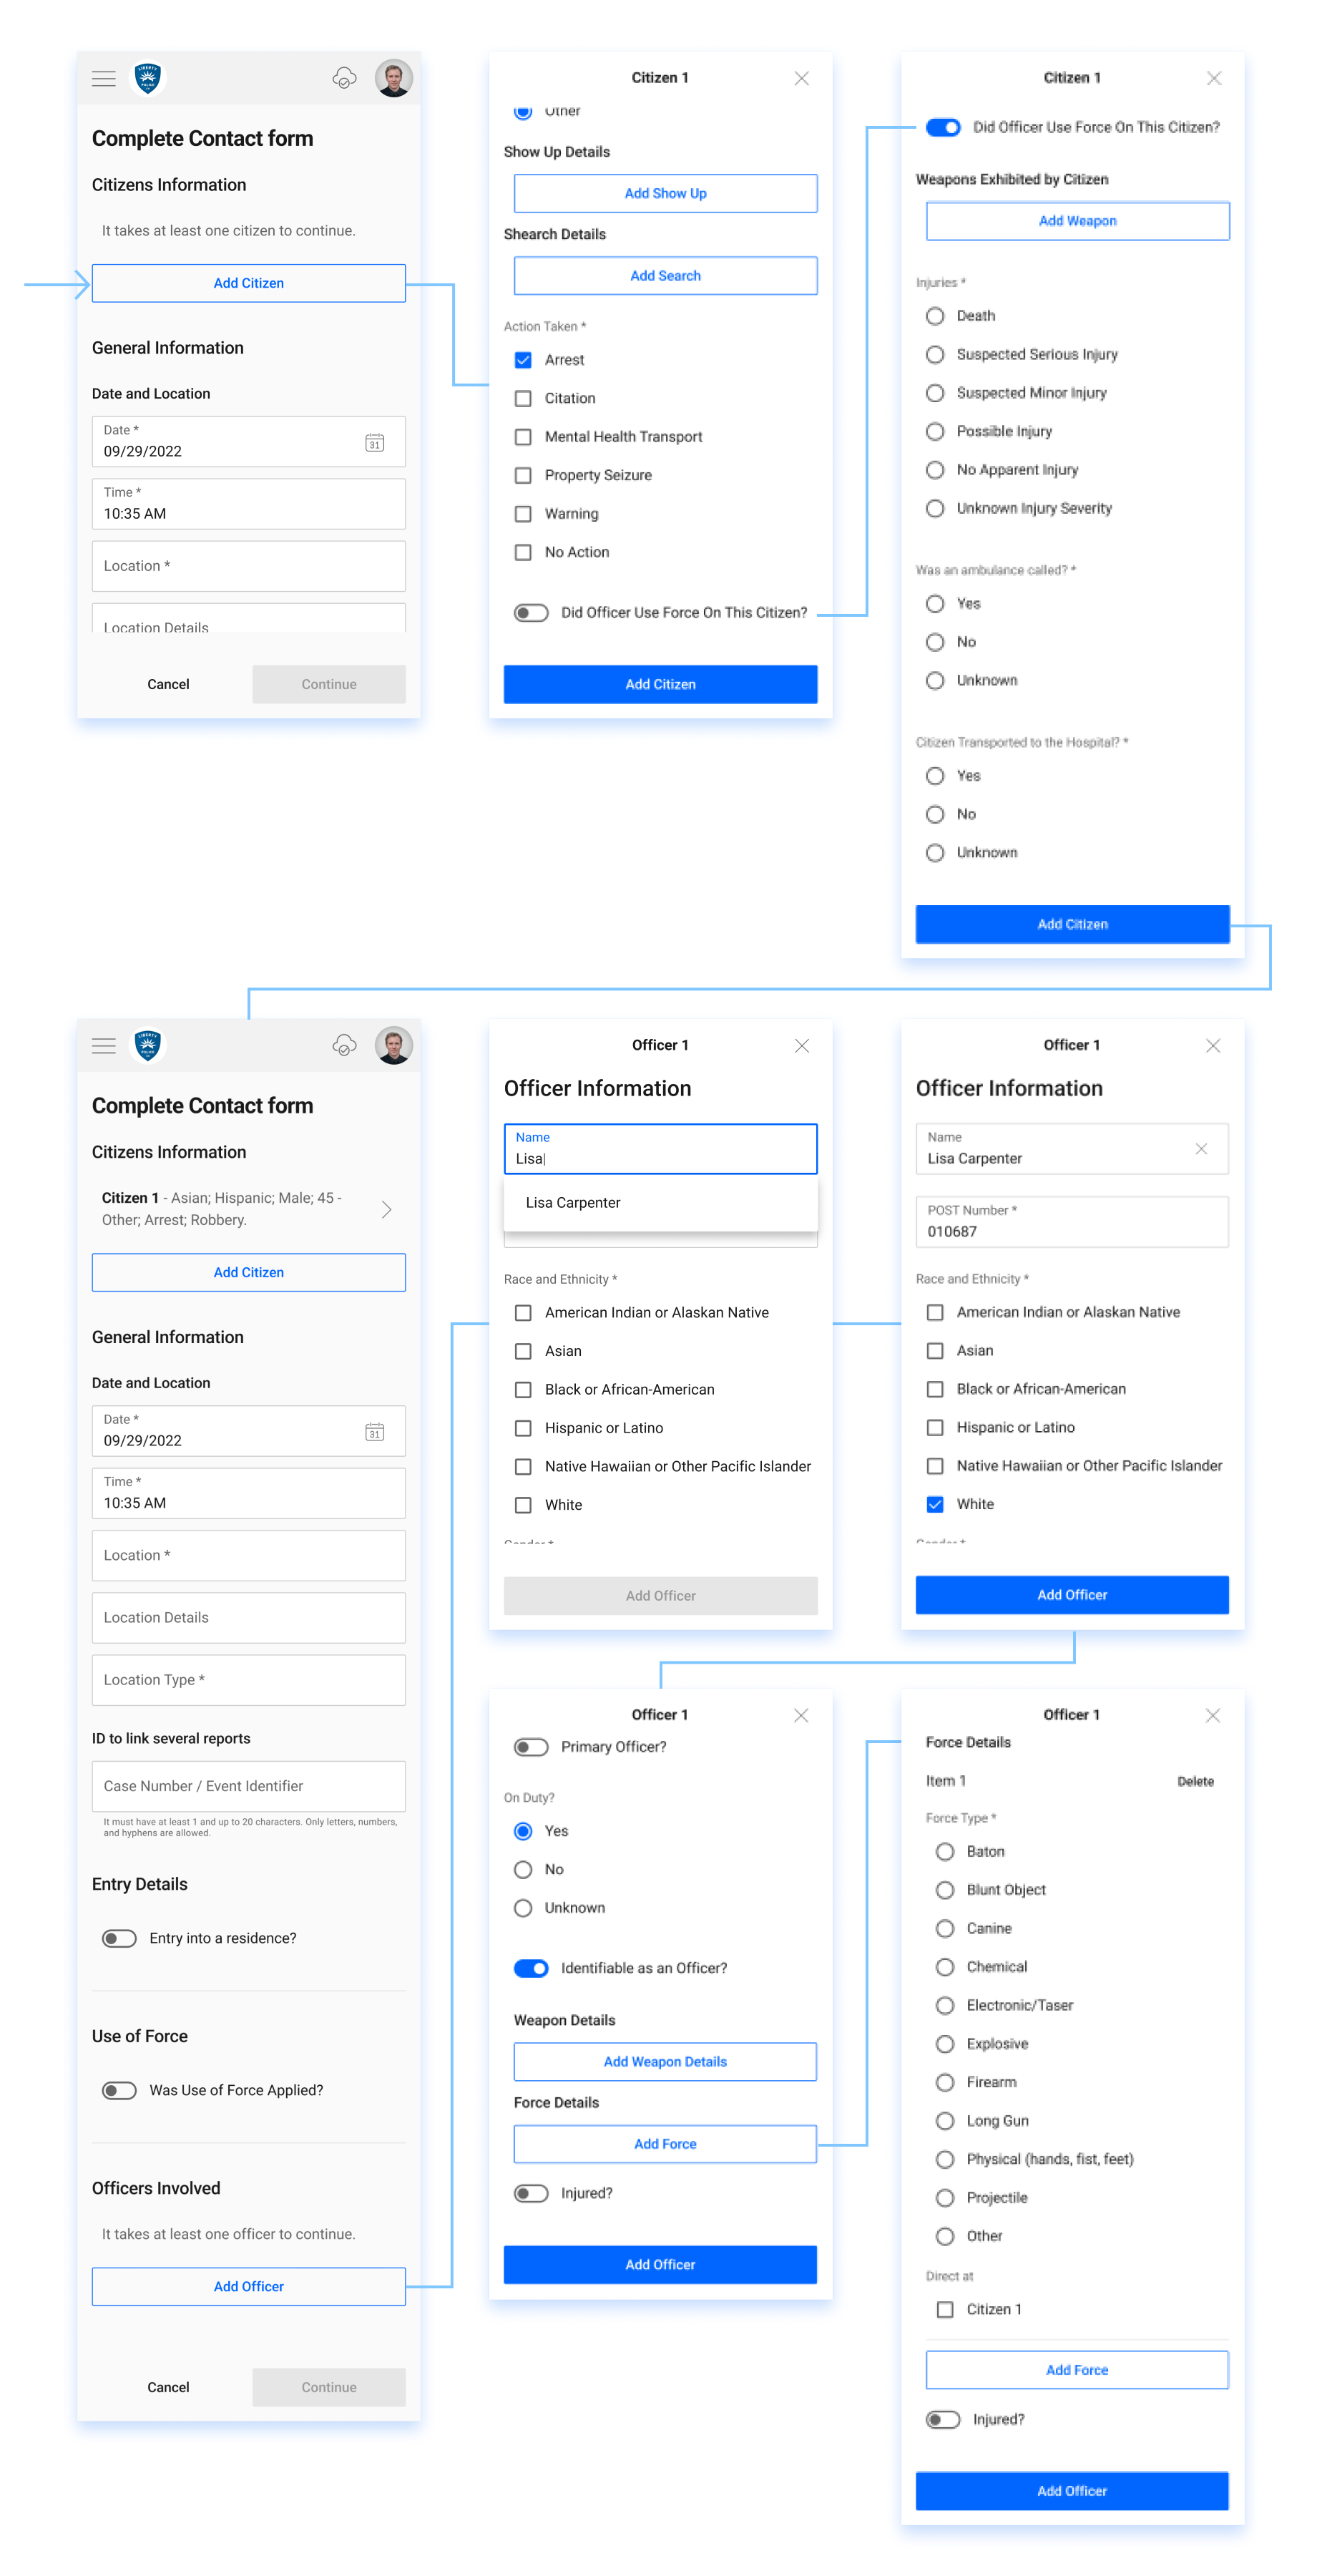 LIBERTY
POLICE
Complete Contact form
Citizens Information
It takes at least one citizen to continue.
Add Citizen
General Information
Date and Location
Date *
09/29/2022
31
Time *
10:35 AM
Location *
Location Details
Cancel
Continue
Citizen 1
Other
Show Up Details
Add Show Up
Shearch Details
Add Search
Action Taken *
Arrest
Citation
Mental Health Transport
Property Seizure
Warning
No Action
Did Officer Use Force On This Citizen?
Add Citizen
Citizen 1
Did Officer Use Force On This Citizen?
Weapons Exhibited by Citizen
Add Weapon
Injuries *
Death
Suspected Serious Injury
Suspected Minor Injury
Possible Injury
No Apparent Injury
Unknown Injury Severity
Was an ambulance called? *
Yes
No
Unknown
Citizen Transported to the Hospital? *
Yes
No
Unknown
Add Citizen
LIBERTY
POLICE
Complete Contact form
Citizens Information
Citizen 1 - Asian; Hispanic; Male; 45 -
Other; Arrest; Robbery.
Add Citizen
General Information
Date and Location
Date *
09/29/2022
31
Time *
10:35 AM
Location *
Location Details
Location Type *
ID to link several reports
Case Number / Event Identifier
It must have at least 1 and up to 20 characters. Only letters, numbers,
and hyphens are allowed.
Entry Details
Entry into a residence?
Use of Force
Was Use of Force Applied?
Officers Involved
It takes at least one officer to continue.
Add Officer
Cancel
Continue
Officer 1
Officer Information
Name
Lisa
Lisa Carpenter
Race and Ethnicity *
American Indian or Alaskan Native
Asian
Black or African-American
Hispanic or Latino
Native Hawaiian or Other Pacific Islander
White
Gender *
Add Officer
Officer 1
Officer Information
Name
Lisa Carpenter
POST Number *
010687
Race and Ethnicity *
American Indian or Alaskan Native
Asian
Black or African-American
Hispanic or Latino
Native Hawaiian or Other Pacific Islander
White
Gender *
Add Officer
Officer 1
Primary Officer?
On Duty?
Yes
No
Unknown
Identifiable as an Officer?
Weapon Details
Add Weapon Details
Force Details
Add Force
Injured?
Add Officer
Officer 1
Force Details
Item 1
Delete
Force Type *
Baton
Blunt Object
Canine
Chemical
Electronic/Taser
Explosive
Firearm
Long Gun
Physical (hands, fist, feet)
Projectile
Other
Direct at
Citizen 1
Add Force
Injured?
Add Officer